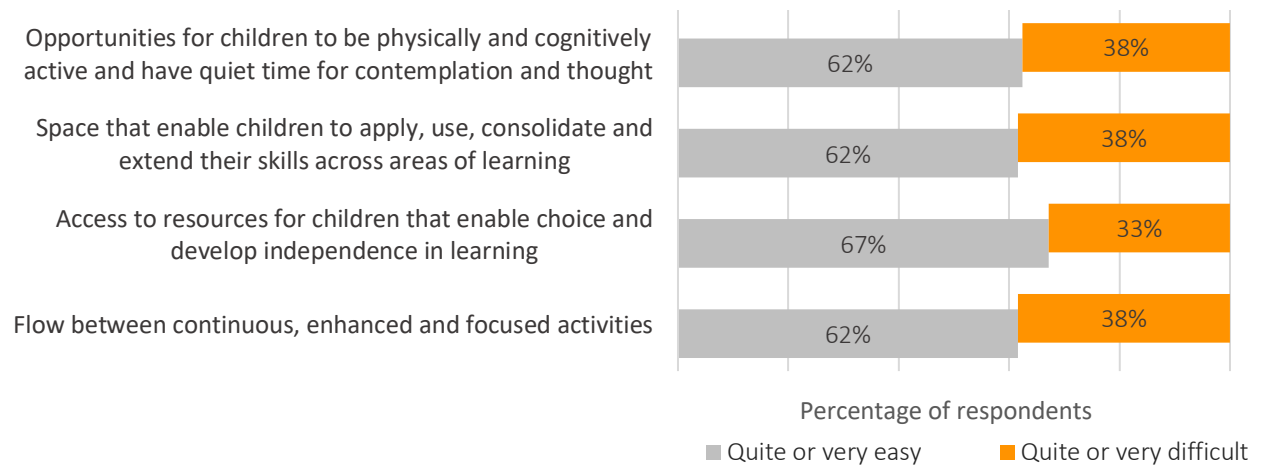 Opportunities for children to be physically and cognitively
active and have quiet time for contemplation and thought
62%
38%
Space that enable children to apply, use, consolidate and
extend their skills across areas of learning
62%
38%
Access to resources for children that enable choice and
develop independence in learning
67%
33%
Flow between continuous, enhanced and focused activities
62%
38%
Percentage of respondents
Quite or very easy
Quite or very difficult